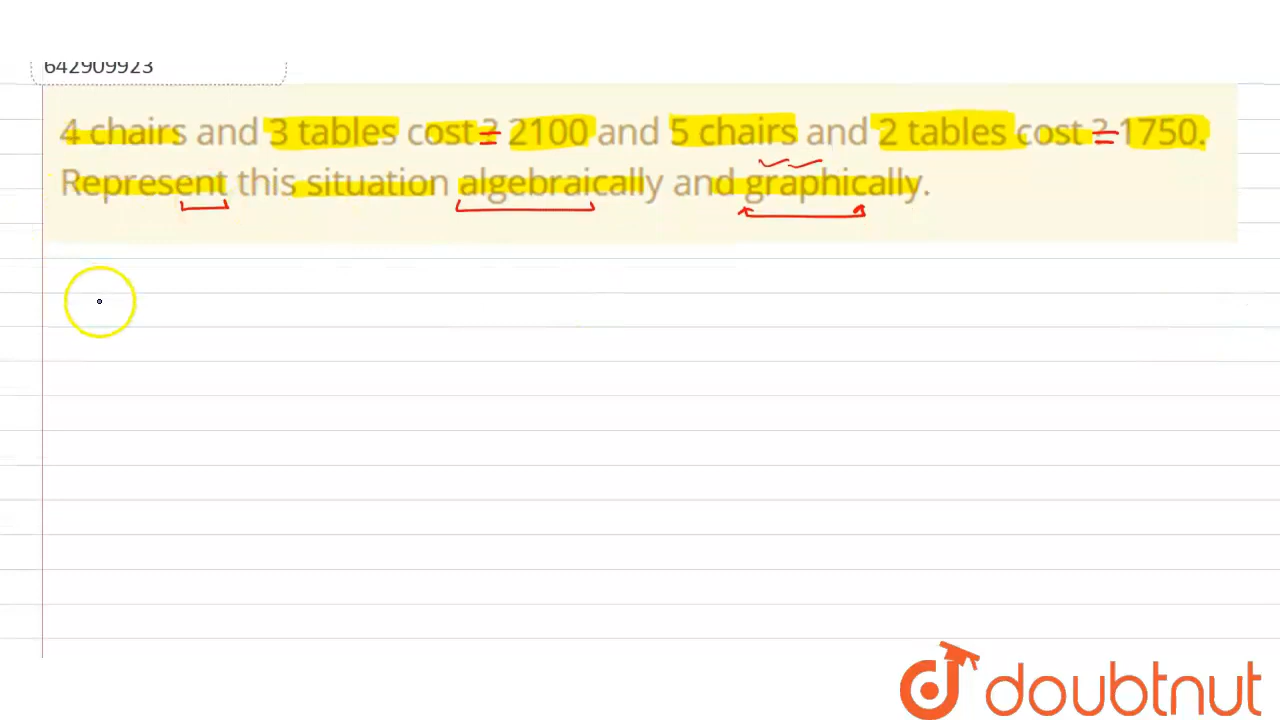 642909923
4 chairs and 3 tables cost ? 2100 and 5 chairs and 2 tables cost ? 1750.
Represent this situation algebraically and graphically.
doubtnut